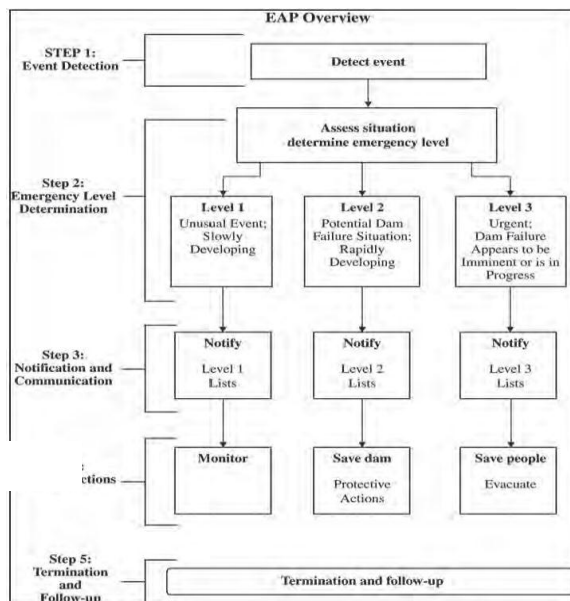 EAP Overview
STEP 1:
Event Detection
Detect event
Assess situation
determine emergency level
Step 2:
Emergency Level
Determination
Level 1
Unusual Event;
Slowly
Developing
Level 2
Potential Dam
Failure Situation;
Rapidly
Developing
Level 3
Urgent;
Dam Failure
Appears to be
Imminent or is in
Progress
Step 3:
Notification and
Communication
Notify
Level 1
Lists
Notify
Level 2
Lists
Notify
Level 3
Lists
:
ctions
Monitor
Save dam
Protective
Actions
Save people
Evacuate
Step 5:
Termination
and
Follow-up
Termination and follow-up